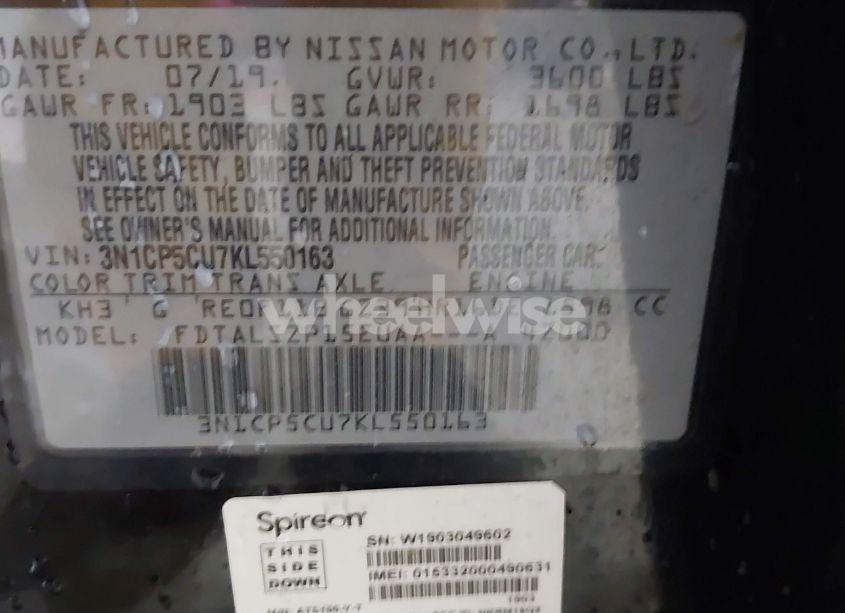 MANUFACTURED BY NISSAN MOTOR CO., LTD.
DATE: 07/19. GVWR: 3600 LBS
GAWR FR: 1903 LBS GAWR RR: 1698 LBS
THIS VEHICLE CONFORMS TO ALL APPLICABLE FEDERAL MOTOR
VEHICLE SAFETY, BUMPER AND THEFT PREVENTION STANDARDS
IN EFFECT ON THE DATE OF MANUFACTURE SHOWN ABOVE.
SEE OWNER'S MANUAL FOR ADDITIONAL INFORMATION.
VIN: 3N1CP5CU7KL550163 PASSENGER CAR
COLOR TRIM TRANS AXLE ENGINE
KH3 G CC
wheelwise
MODEL:
3N1CP5CU7KL550163
Spireon
THIS
SIDE
DOWN
SN: W1903049602
IMEI: 015332000490631
1903